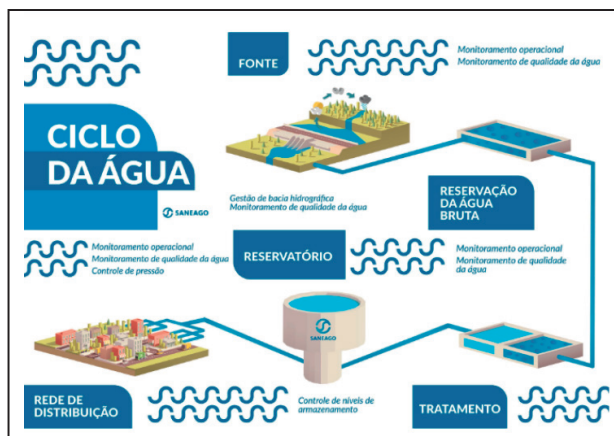 FONTE
Monitoramento operacional
Monitoramento de qualidade da água
CICLO
DA ÁGUA
SANEAGO
Gestão de bacia hidrográfica
Monitoramento de qualidade da água
RESERVAÇÃO
DA ÁGUA
BRUTA
Monitoramento operacional
Monitoramento de qualidade da água
Controle de pressão
RESERVATÓRIO
Monitoramento operacional
Monitoramento de qualidade
da água
SANEAGO
REDE DE
DISTRIBUIÇÃO
Controle de níveis de
armazenamento
TRATAMENTO